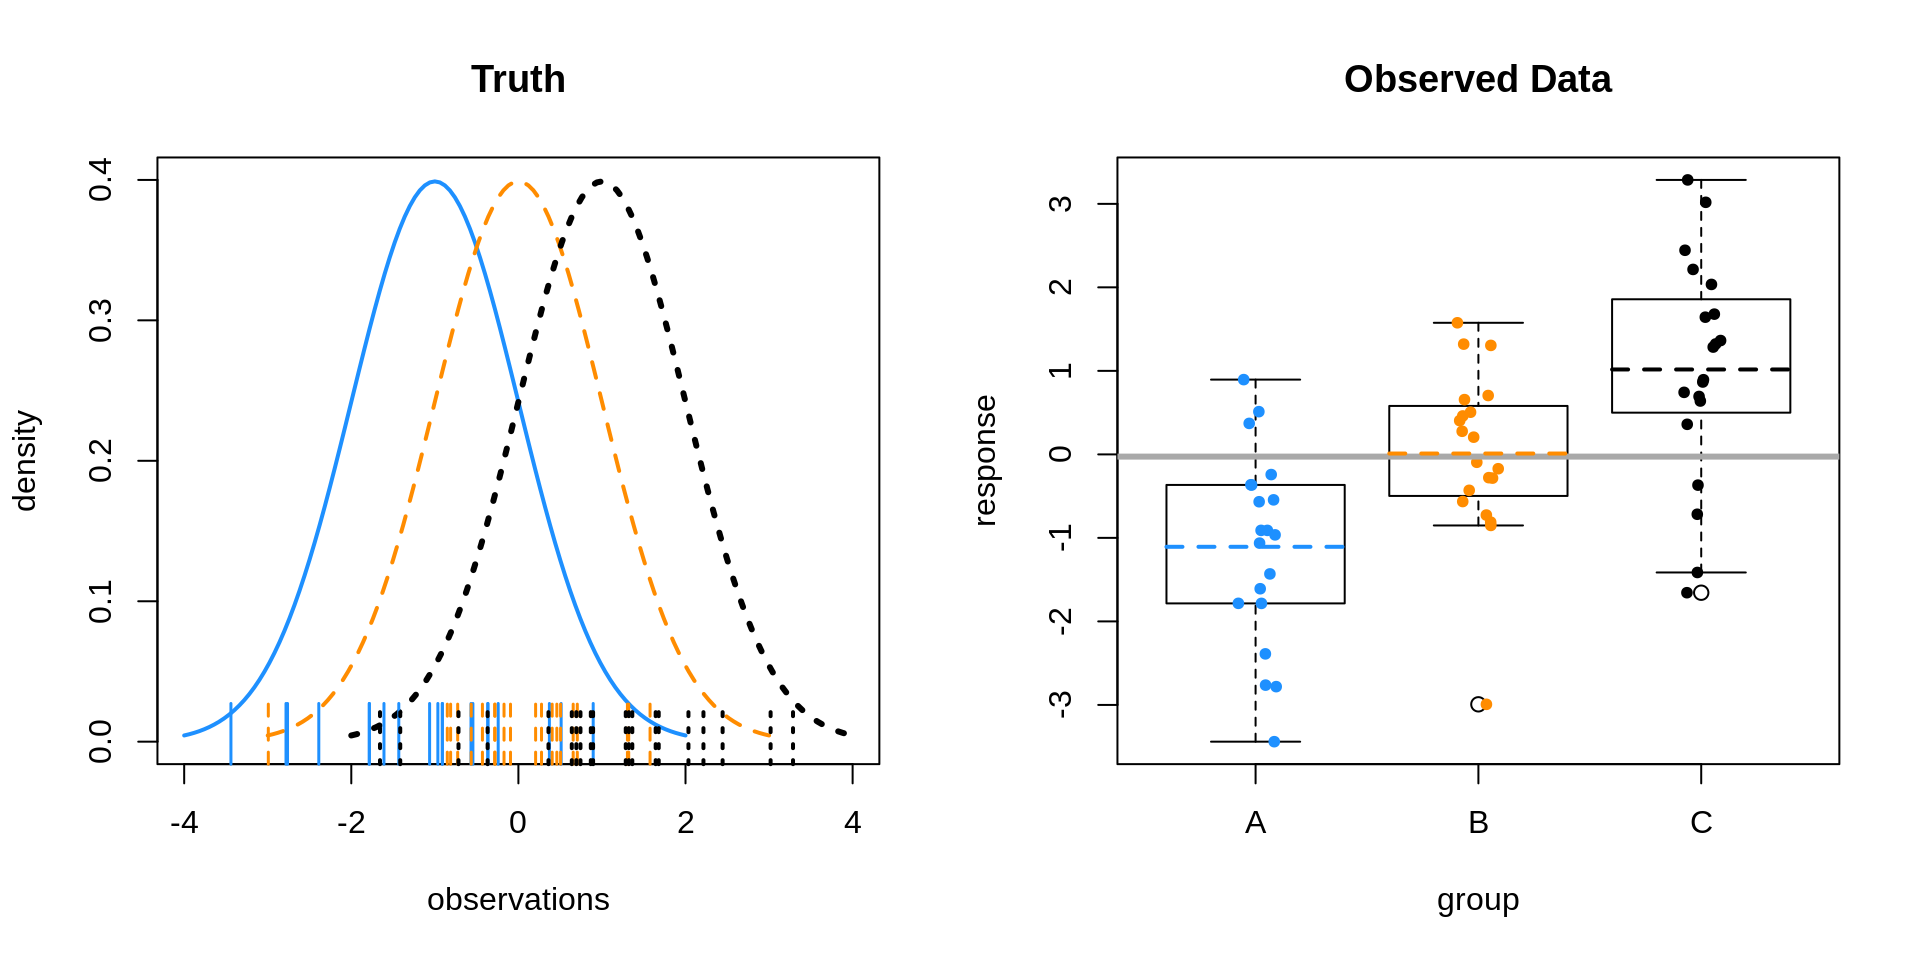 Truth
density
0.0 0.1 0.2 0.3 0.4
-4 -2 0 2 4
observations
Observed Data
response
-3 -2 -1 0 1 2 3
A B C
group